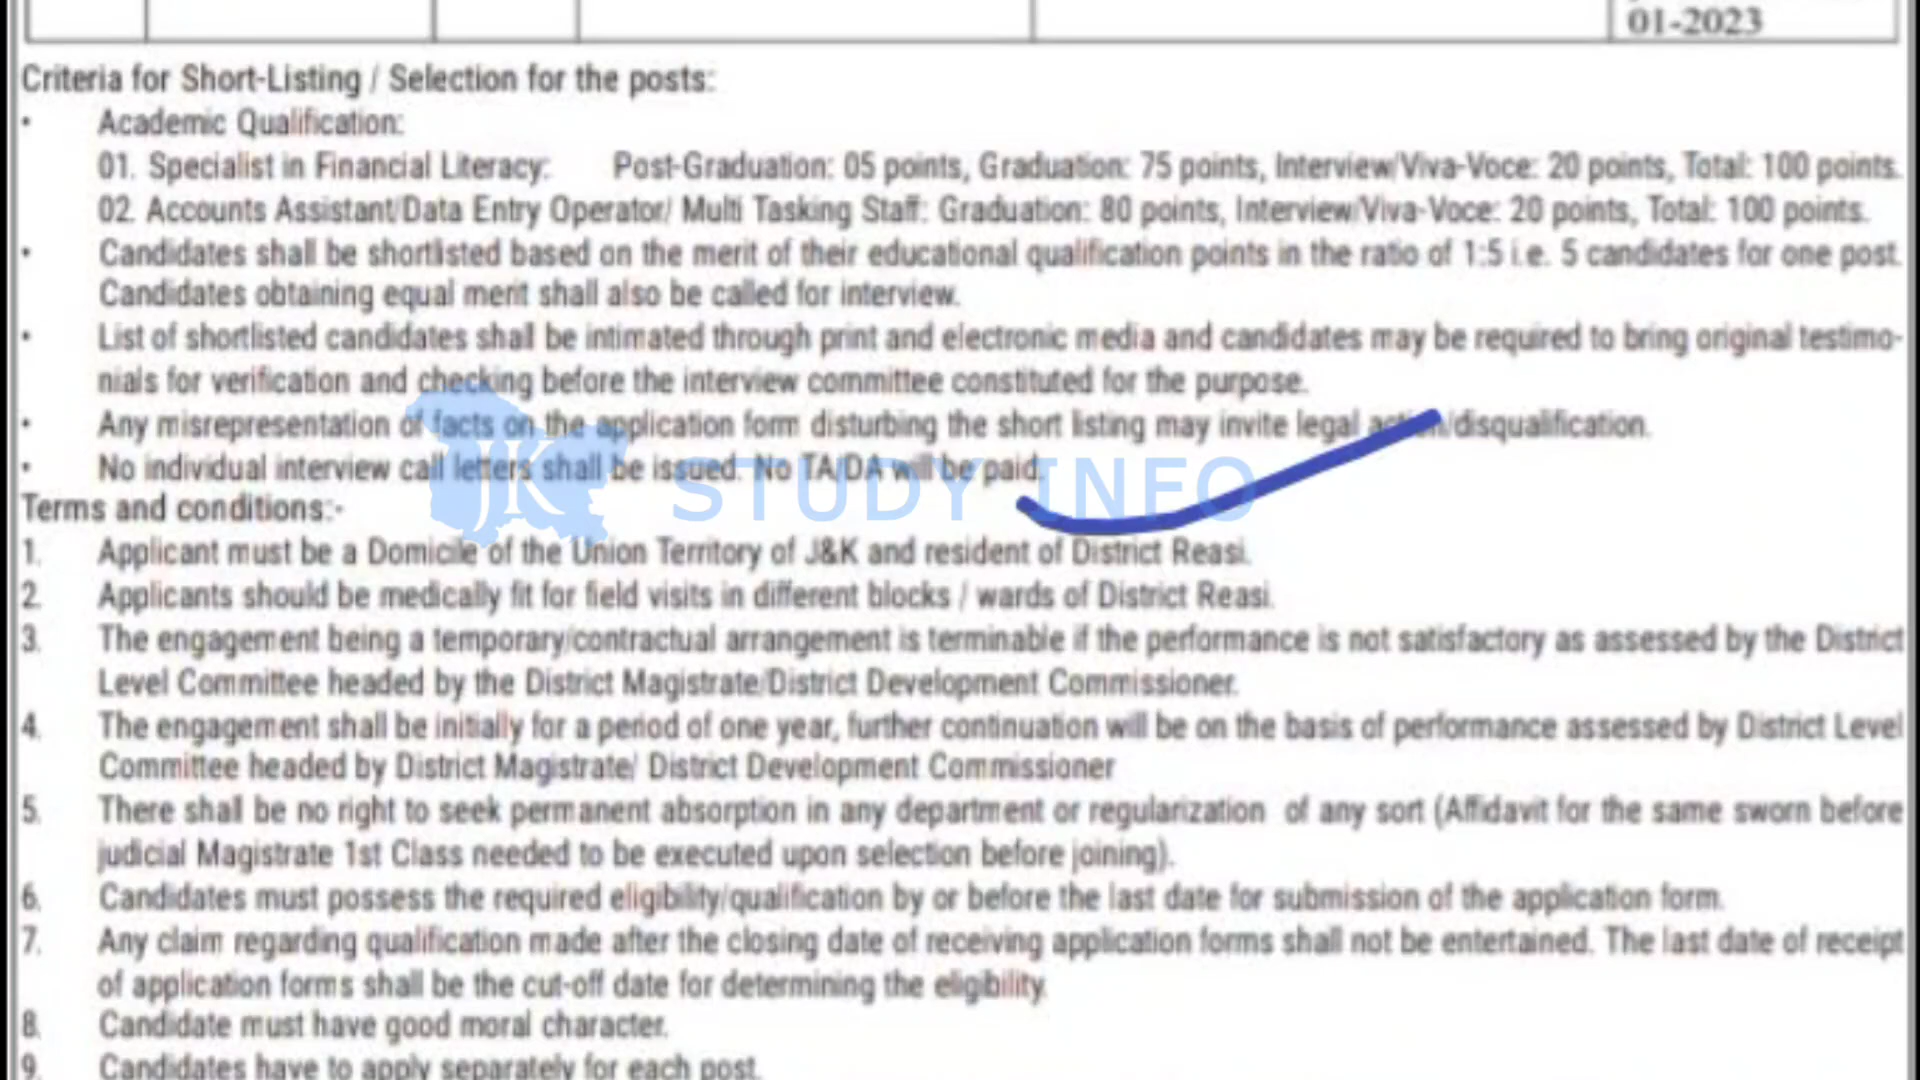 01-2023
Criteria for Short-Listing / Selection for the posts:
• Academic Qualification:
01. Specialist in Financial Literacy: Post-Graduation: 05 points, Graduation: 75 points, Interview/Viva-Voce: 20 points, Total: 100 points.
02. Accounts Assistant/Data Entry Operator/ Multi Tasking Staff: Graduation: 80 points, Interview/Viva-Voce: 20 points, Total: 100 points.
• Candidates shall be shortlisted based on the merit of their educational qualification points in the ratio of 1:5 i.e. 5 candidates for one post.
Candidates obtaining equal merit shall also be called for interview.
• List of shortlisted candidates shall be intimated through print and electronic media and candidates may be required to bring original testimo-
nials for verification and checking before the interview committee constituted for the purpose.
• Any misrepresentation of facts on the application form disturbing the short listing may invite legal action/disqualification.
• No individual interview call letters shall be issued. No TA/DA will be paid.
JK STUDY INFO
Terms and conditions:-
1. Applicant must be a Domicile of the Union Territory of J&K and resident of District Reasi.
2. Applicants should be medically fit for field visits in different blocks / wards of District Reasi.
3. The engagement being a temporary/contractual arrangement is terminable if the performance is not satisfactory as assessed by the District
Level Committee headed by the District Magistrate/District Development Commissioner.
4. The engagement shall be initially for a period of one year, further continuation will be on the basis of performance assessed by District Level
Committee headed by District Magistrate/ District Development Commissioner
5. There shall be no right to seek permanent absorption in any department or regularization of any sort (Affidavit for the same sworn before
judicial Magistrate 1st Class needed to be executed upon selection before joining).
6. Candidates must possess the required eligibility/qualification by or before the last date for submission of the application form.
7. Any claim regarding qualification made after the closing date of receiving application forms shall not be entertained. The last date of receipt
of application forms shall be the cut-off date for determining the eligibility.
8. Candidate must have good moral character.
9. Candidates have to apply separately for each post.